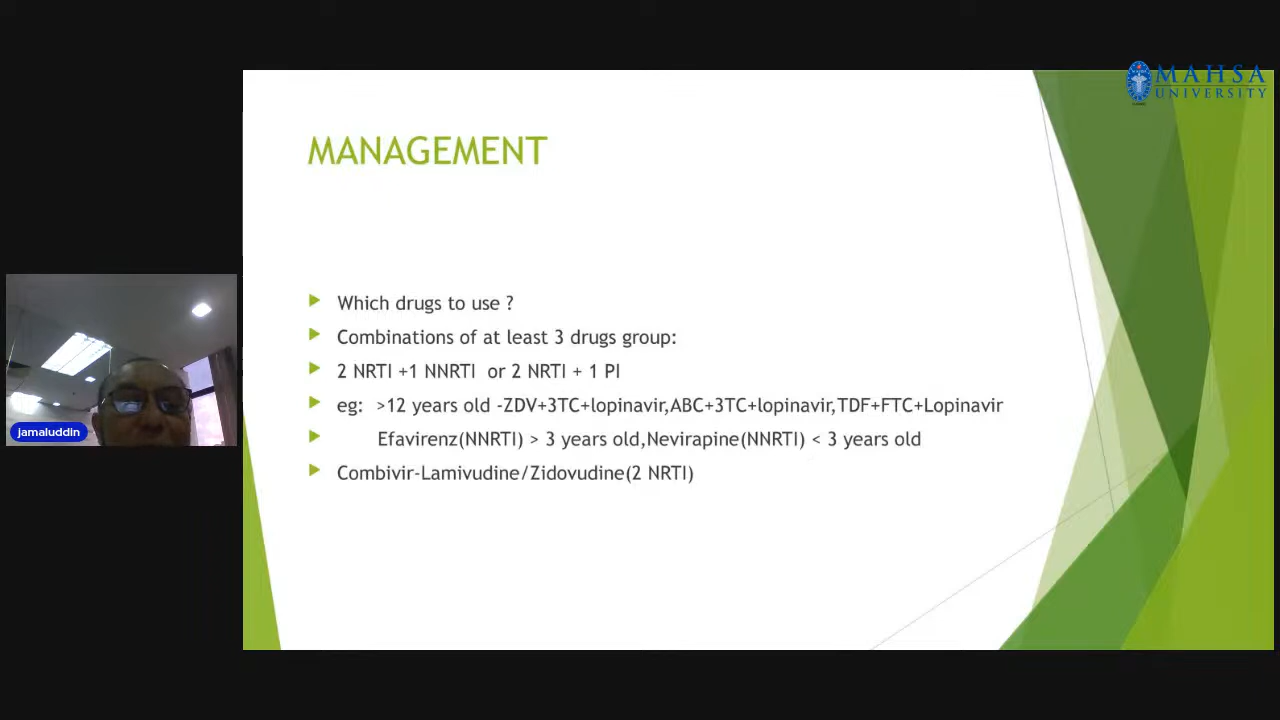 MAHSA
UNIVERSITY
MANAGEMENT
Which drugs to use ?
Combinations of at least 3 drugs group:
2 NRTI +1 NNRTI or 2 NRTI + 1 PI
eg: >12 years old -ZDV+3TC+lopinavir,ABC+3TC+lopinavir,TDF+FTC+Lopinavir
Efavirenz(NNRTI) > 3 years old,Nevirapine(NNRTI) < 3 years old
Combivir-Lamivudine/Zidovudine(2 NRTI)
jamaluddin